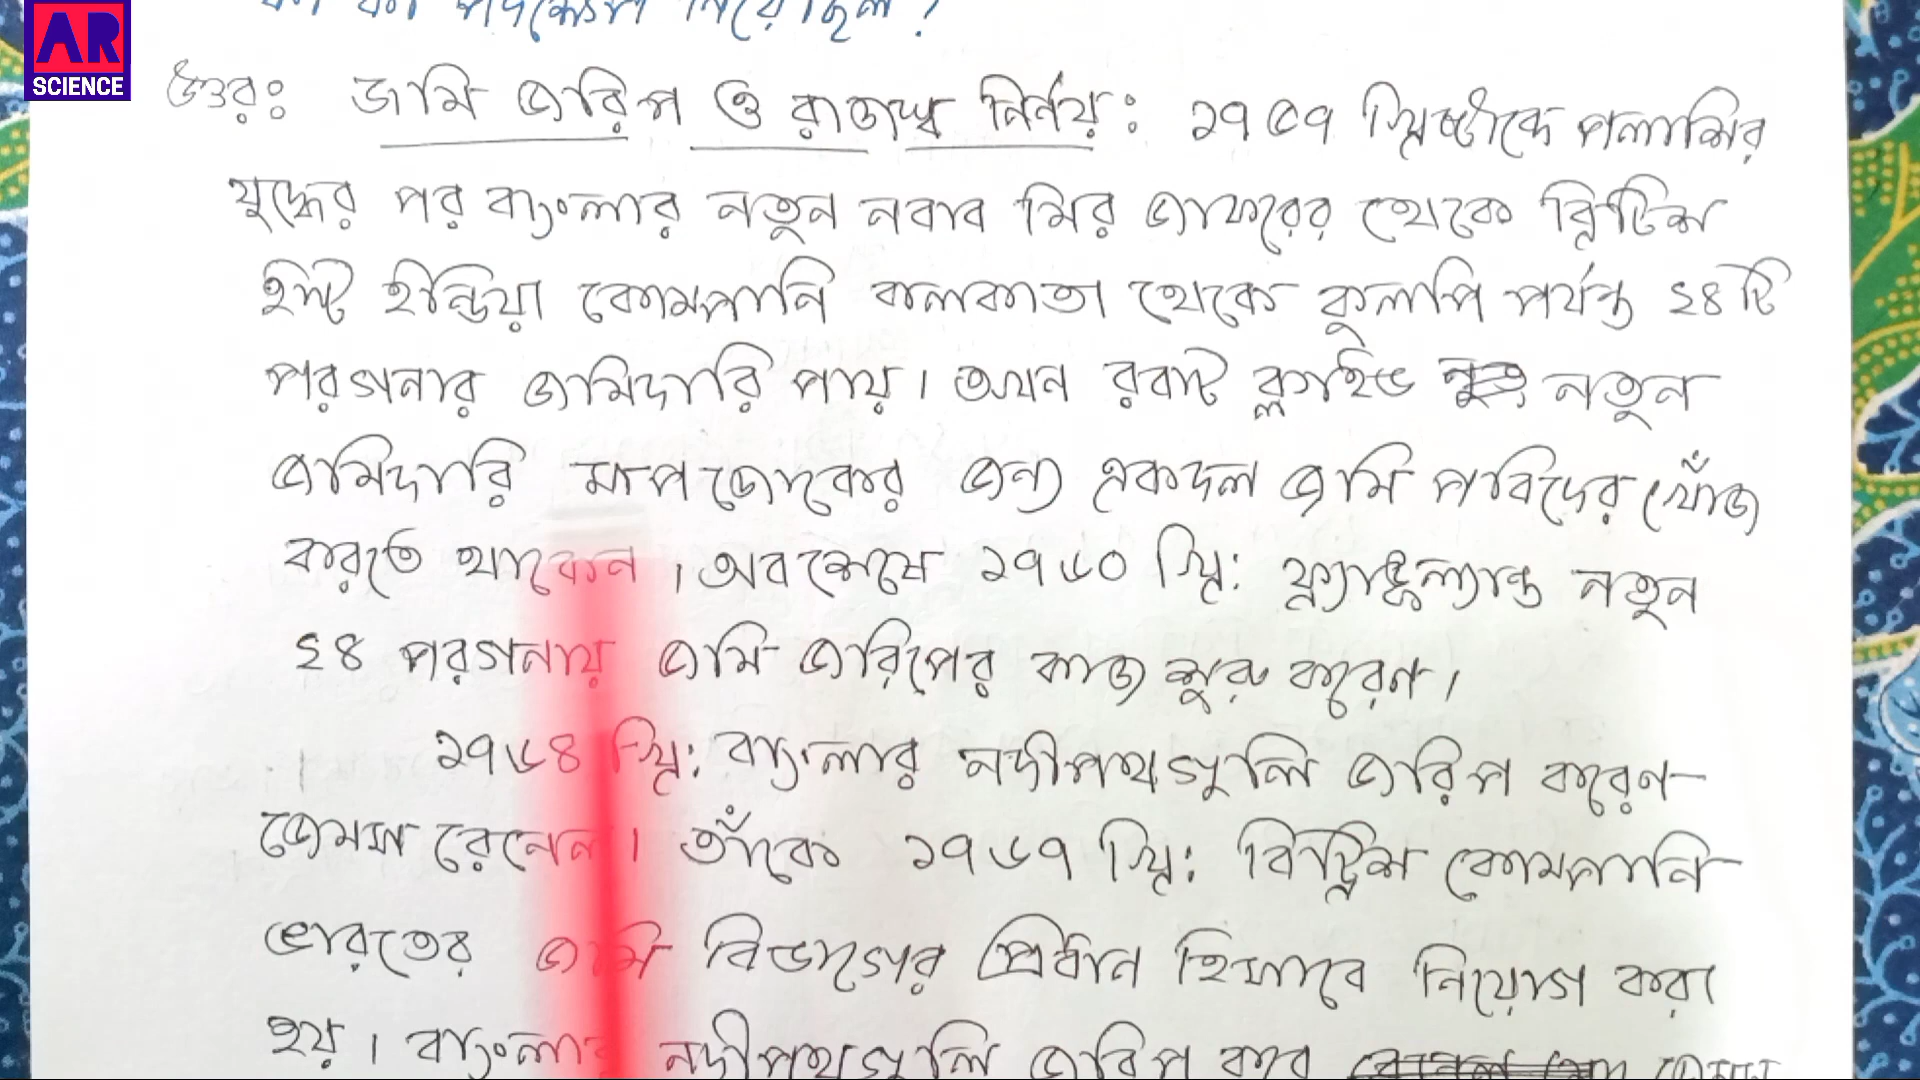 AR
SCIENCE
পদক্ষেপ নিয়েছিল?
উত্তরঃ জমি জরিপ ও রাজস্ব নির্নয়ঃ ১৭৫৭ খ্রিষ্টাব্দে পলাশির
যুদ্ধের পর বাংলার নতুন নবাব মির জাফরের থেকে ব্রিটিশ
ইস্ট ইন্ডিয়া কোম্পানি কলকাতা থেকে কুলপি পর্যন্ত ২৪টি
পরগনার জমিদারি পায়। তখন রবার্ট ক্লাইভ নতুন
জমিদারি মাপজোকের জন্য একদল জমি পবিদের খোঁজ
করতে থাকেন। অবশেষে ১৭৬০ খ্রি: ফ্র্যাঙ্কল্যান্ড নতুন
২৪ পরগনায় জমি জরিপের কাজ শুরু করেণ।
১৭৬৪ খ্রি: বাংলার নদীপথগুলি জরিপ করেণ
জেমস রেনেল। তাঁকে ১৭৬৭ খ্রি: বিট্রিশ কোম্পানি
ভারতের জমি বিভাগের প্রধান হিসাবে নিয়োগ করা
হয়। বাংলার নদীপথগুলি জরিপ করে